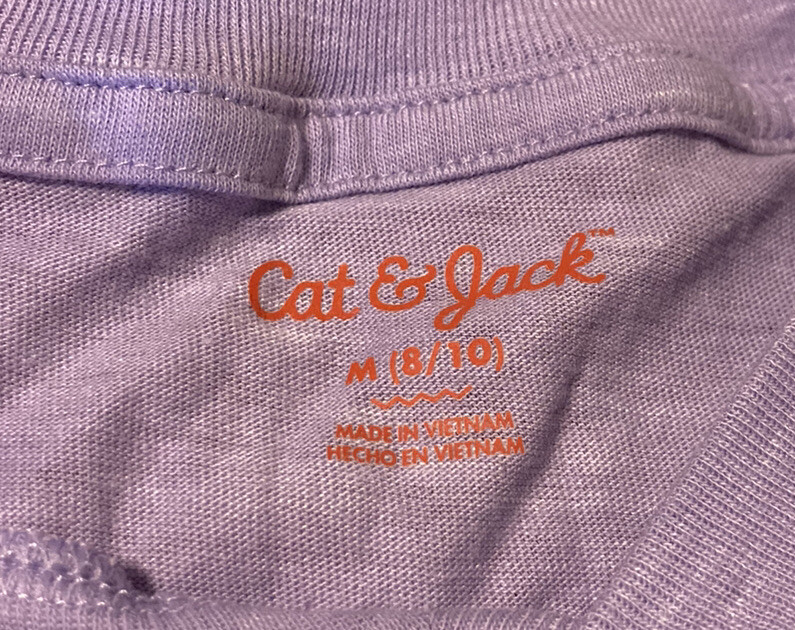 Cat & Jack™
M (8/10)
MADE IN VIETNAM
HECHO EN VIETNAM